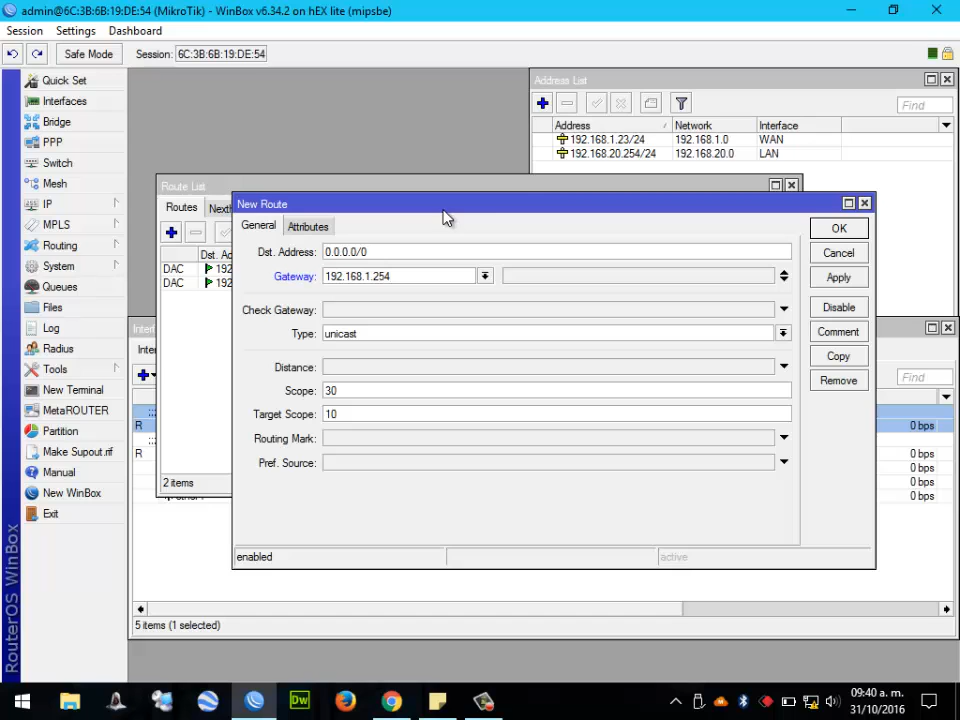 admin@6C:3B:6B:19:DE:54 (MikroTik) - WinBox v6.34.2 on hEX lite (mipsbe)
Session Settings Dashboard
Safe Mode Session: 6C:3B:6B:19:DE:54
Quick Set
Interfaces
Bridge
PPP
Switch
Mesh
IP
MPLS
Routing
System
Queues
Files
Log
Radius
Tools
New Terminal
MetaROUTER
Partition
Make Supout.rif
Manual
New WinBox
Exit
RouterOS WinBox
Address List
Find
Address Network Interface
192.168.1.23/24 192.168.1.0 WAN
192.168.20.254/24 192.168.20.0 LAN
Route List
Routes Nexth
Dst. Ad
DAC 192
DAC 192
2 items
New Route
General Attributes
Dst. Address: 0.0.0.0/0
Gateway: 192.168.1.254
Check Gateway:
Type: unicast
Distance:
Scope: 30
Target Scope: 10
Routing Mark:
Pref. Source:
enabled active
OK
Cancel
Apply
Disable
Comment
Copy
Remove
Find
:::
R 0 bps
:::
R 0 bps
0 bps
0 bps
0 bps
5 items (1 selected)
Dw
09:40 a. m.
31/10/2016